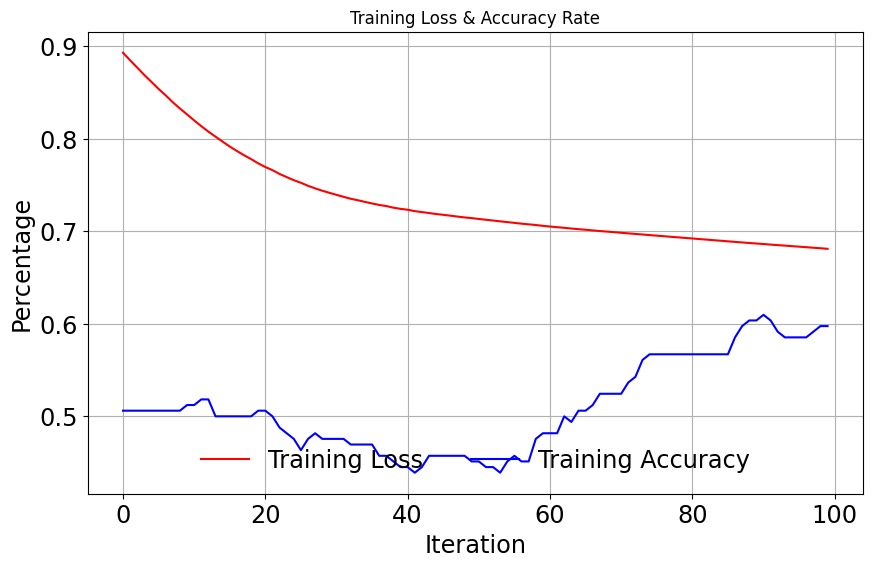 Training Loss & Accuracy Rate
0.9
0.8
0.7
0.6
0.5
Percentage
Training Loss Training Accuracy
0 20 40 60 80 100
Iteration